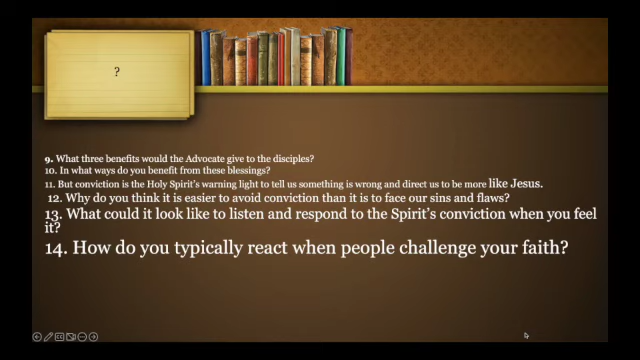 ?
9. What three benefits would the Advocate give to the disciples?
10. In what ways do you benefit from these blessings?
11. But conviction is the Holy Spirit's warning light to tell us something is wrong and direct us to be more like Jesus.
12. Why do you think it is easier to avoid conviction than it is to face our sins and flaws?
13. What could it look like to listen and respond to the Spirit's conviction when you feel
it?
14. How do you typically react when people challenge your faith?